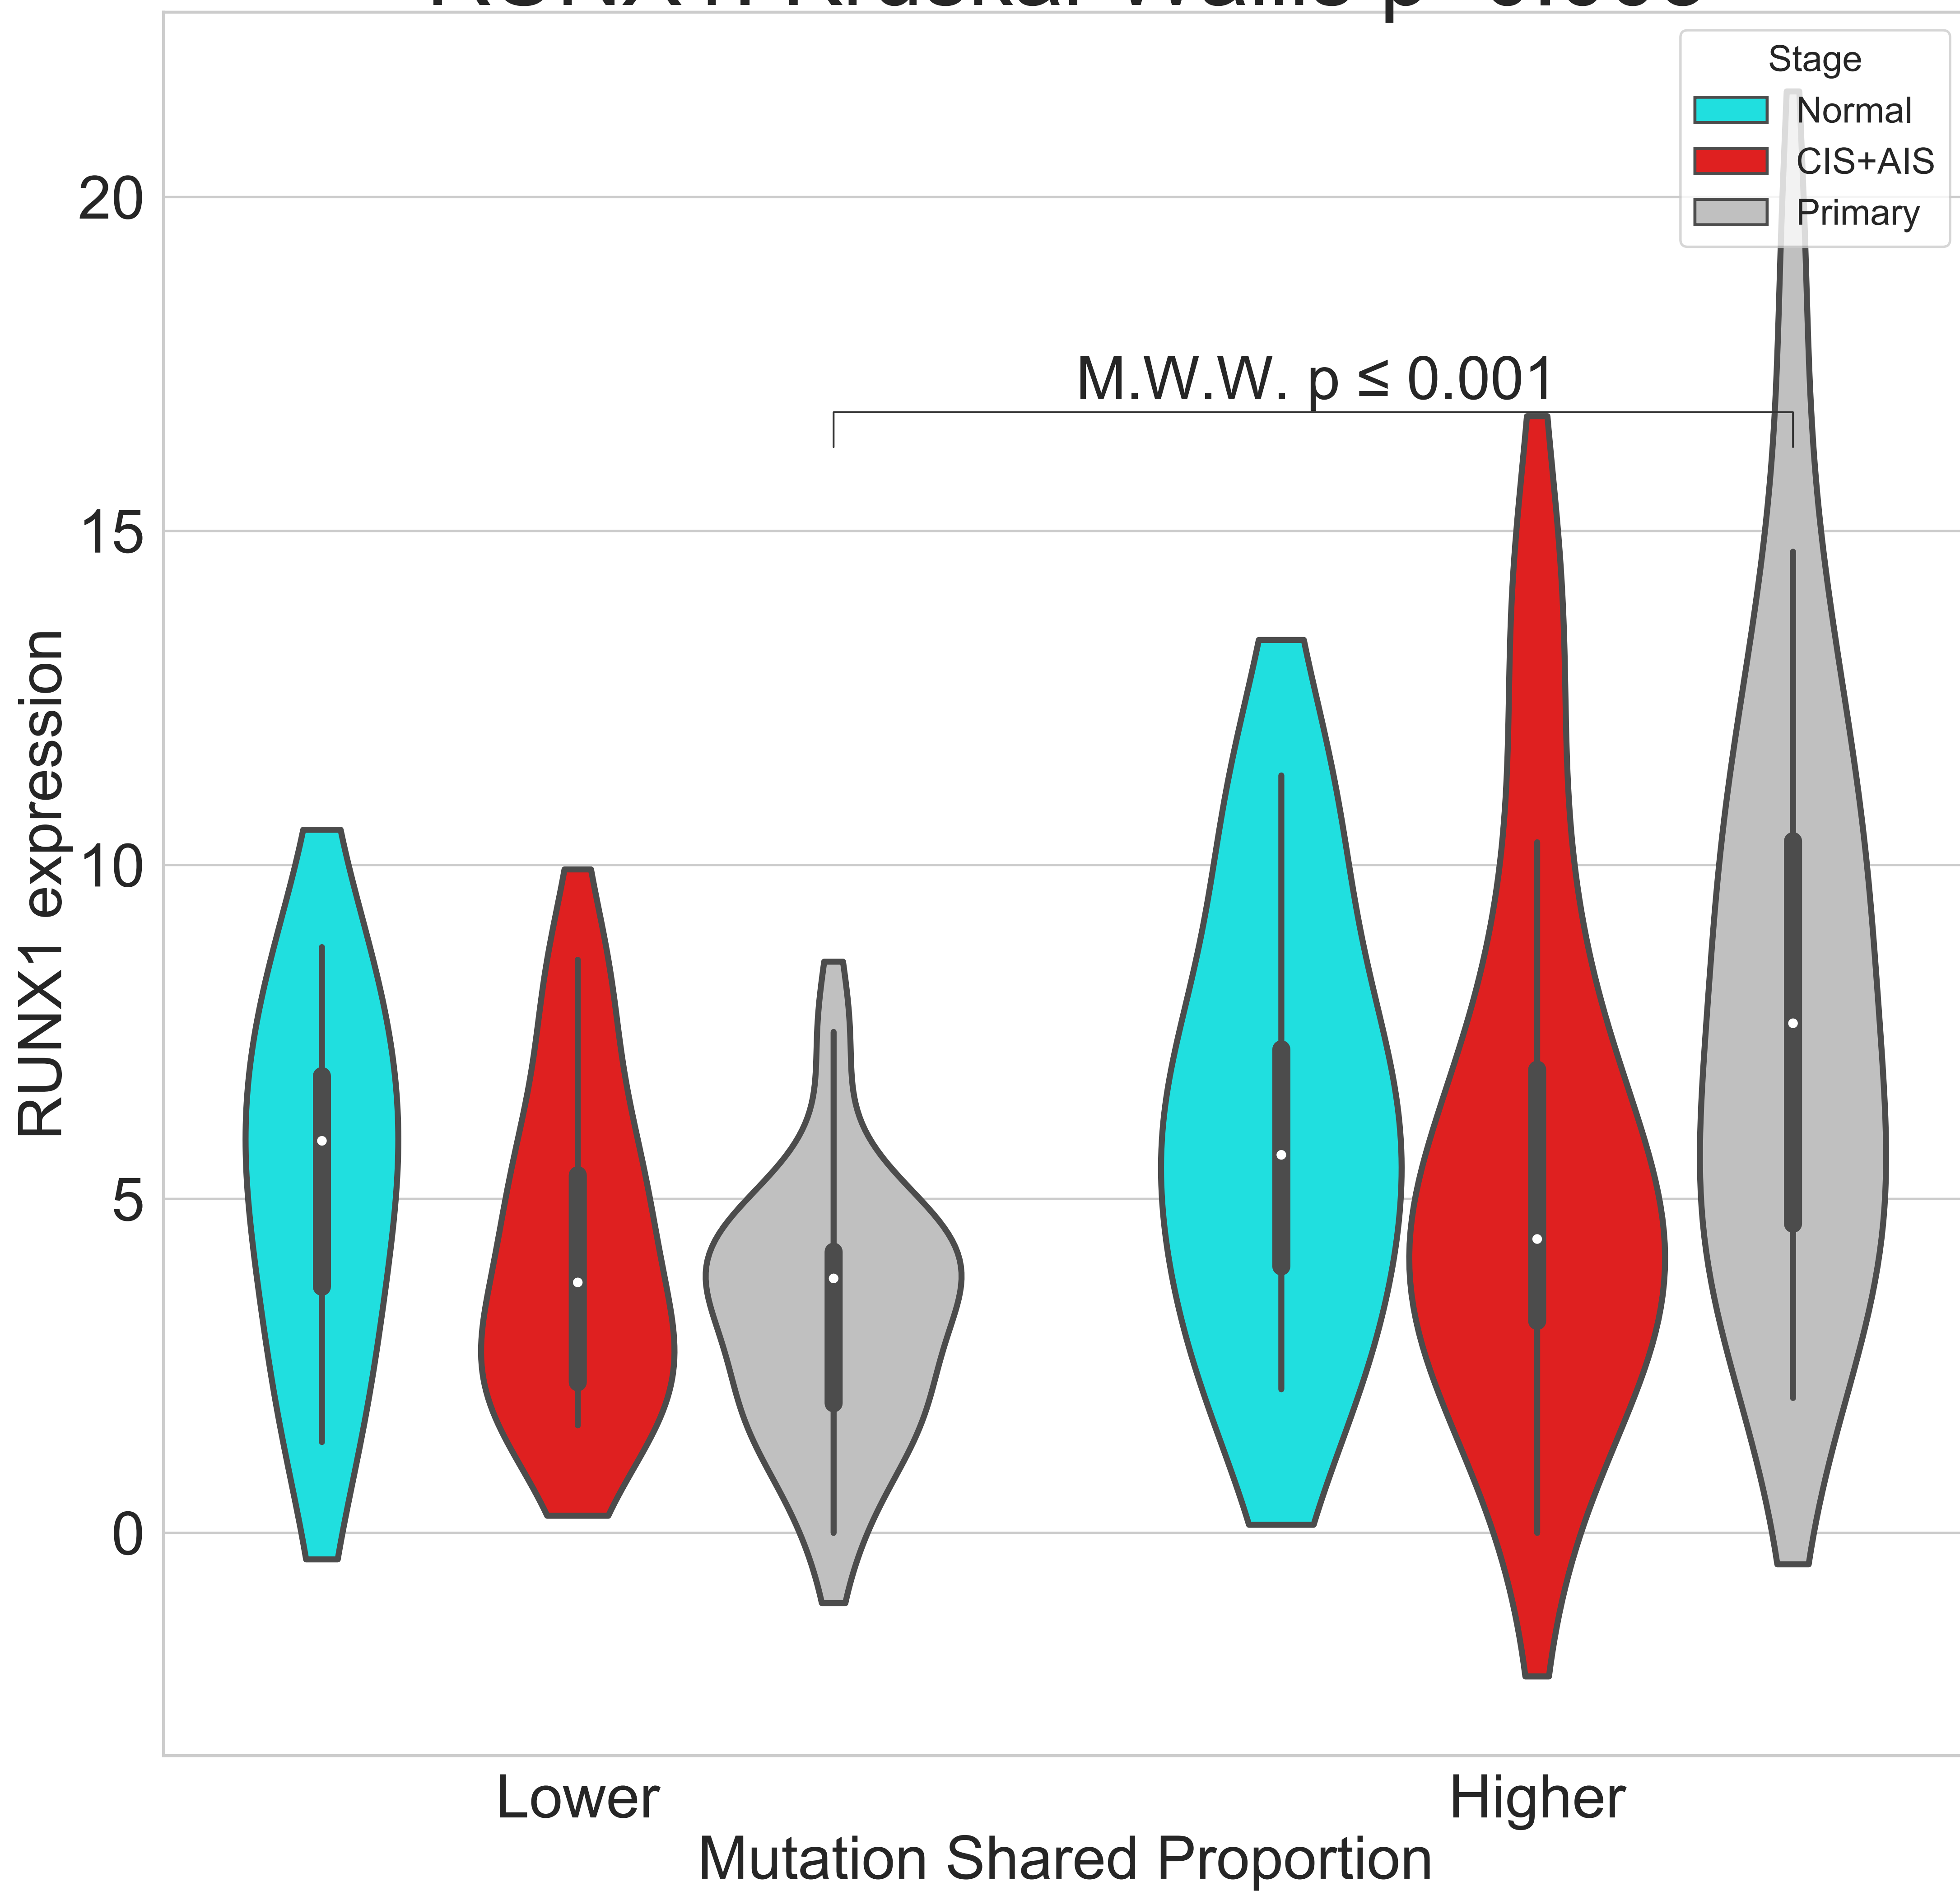 Stage
Normal
CIS+AIS
Primary
20
M.W.W. p ≤ 0.001
15
10
5
0
RUNX1 expression
Lower
Higher
Mutation Shared Proportion